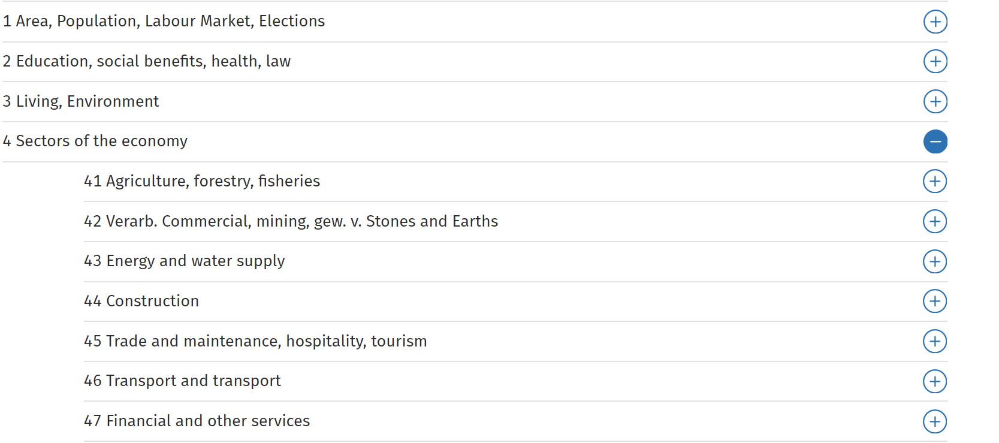 1 Area, Population, Labour Market, Elections
2 Education, social benefits, health, law
3 Living, Environment
4 Sectors of the economy
41 Agriculture, forestry, fisheries
42 Verarb. Commercial, mining, gew. v. Stones and Earths
43 Energy and water supply
44 Construction
45 Trade and maintenance, hospitality, tourism
46 Transport and transport
47 Financial and other services